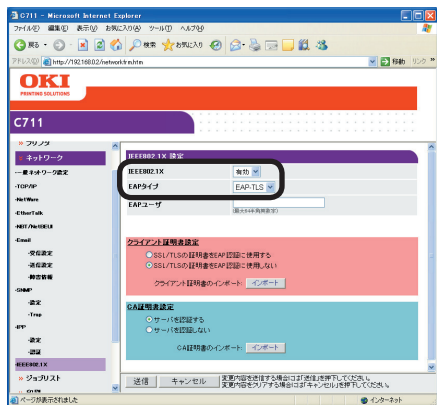 C711 - Microsoft Internet Explorer
ファイル(F) 編集(E) 表示(V) お気に入り(A) ツール(T) ヘルプ(H)
戻る 検索 お気に入り
アドレス(D) http://192.168.0.2/networkfrm.htm 移動 リンク
OKI
PRINTING SOLUTIONS
C711
ネットワーク
一般ネットワーク設定
-TCP/IP
-NetWare
-EtherTalk
-NBT/NetBEUI
-Email
-受信設定
-送信設定
-障害情報
-SNMP
-設定
-Trap
-IPP
-設定
-認証
-IEEE802.1X
ジョブリスト
IEEE802.1X 設定
IEEE802.1X 有効
EAPタイプ EAP-TLS
EAPユーザ
(最大64半角英数字)
クライアント証明書設定
SSL/TLSの証明書をEAP認証に使用する
SSL/TLSの証明書をEAP認証に使用しない
クライアント証明書のインポート インポート
CA証明書設定
サーバを認証する
サーバを認証しない
CA証明書のインポート インポート
送信 キャンセル
変更内容を送信する場合には「送信」を押下してください。
変更内容をクリアする場合には「キャンセル」を押下してください。
ページが表示されました インターネット